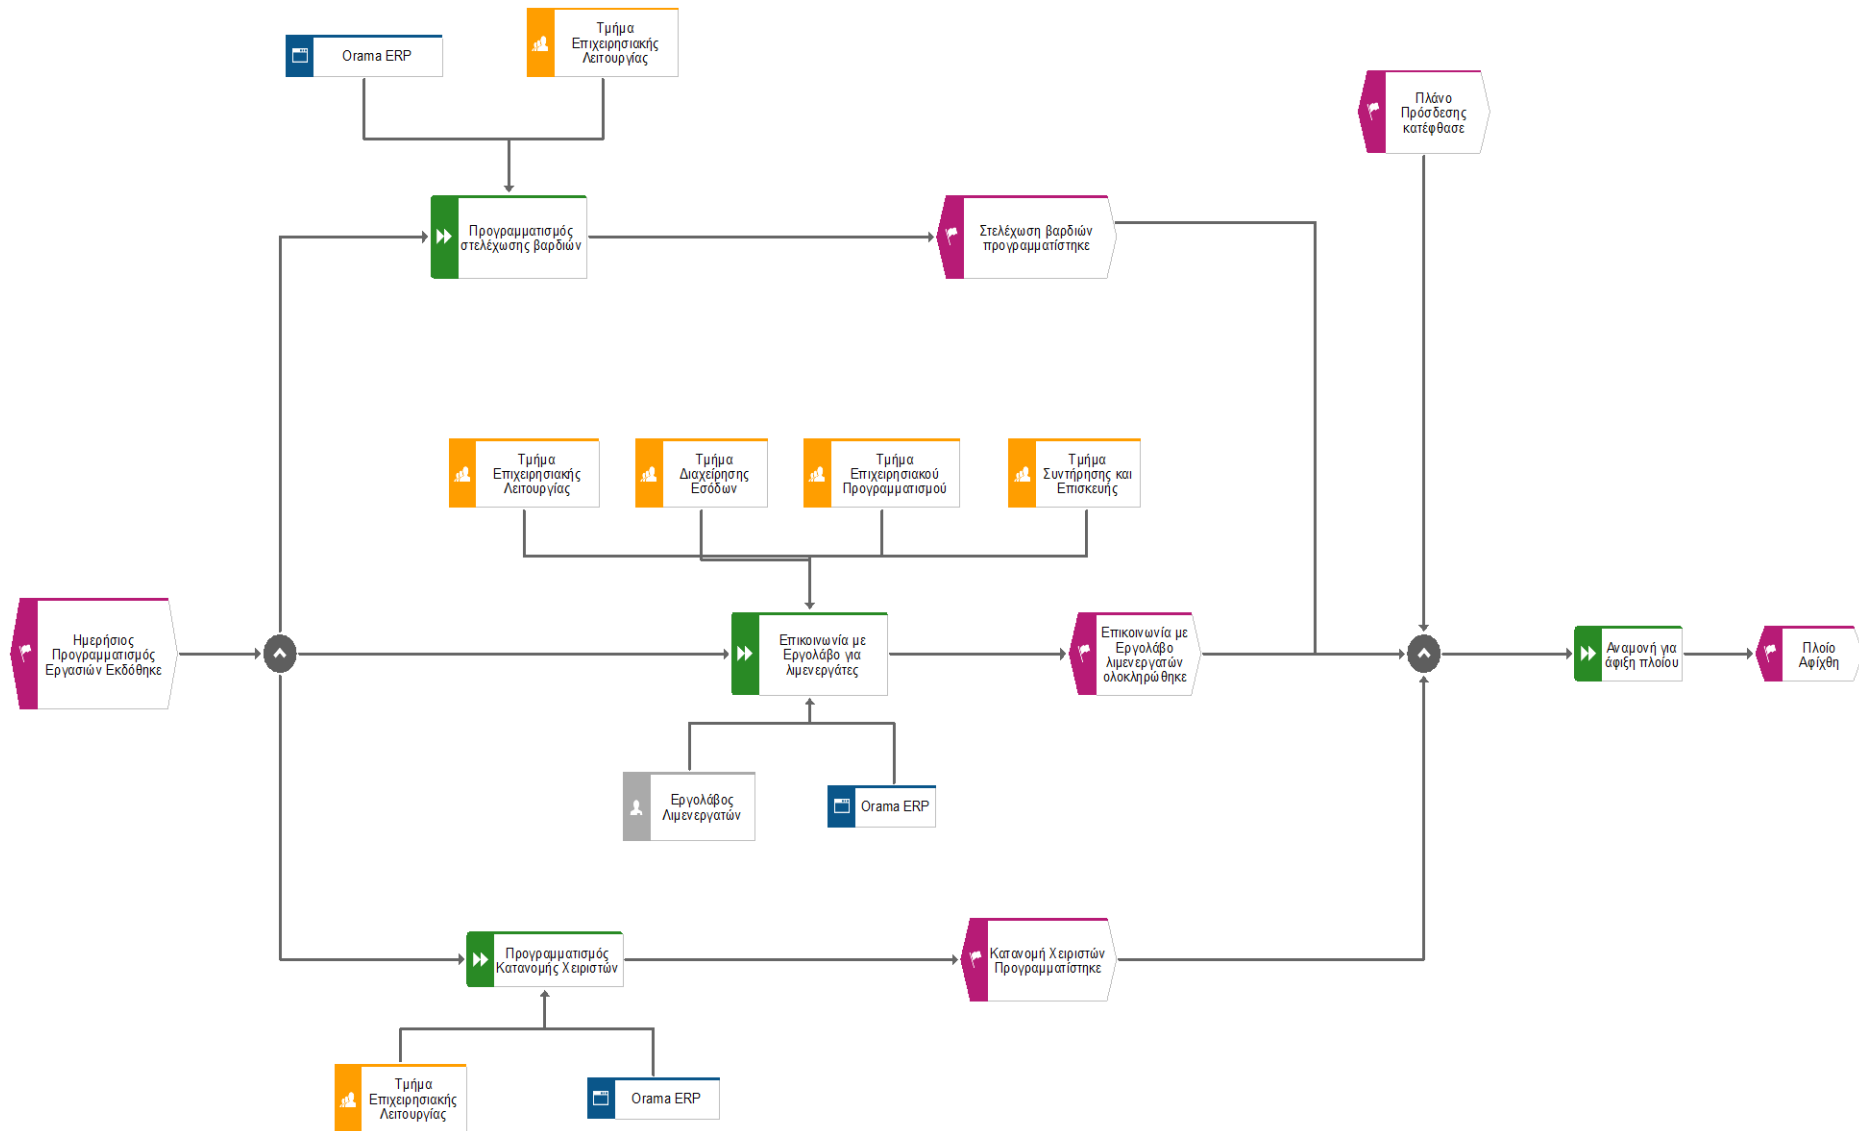 Orama ERP
Τμήμα
Επιχειρησιακής
Λειτουργίας
Πλάνο
Πρόσδεσης
κατέφθασε
Προγραμματισμός
στελέχωσης βαρδιών
Στελέχωση βαρδιών
προγραμματίστηκε
Τμήμα
Επιχειρησιακής
Λειτουργίας
Τμήμα
Διαχείρησης
Εσόδων
Τμήμα
Επιχειρησιακού
Προγραμματισμού
Τμήμα
Συντήρησης και
Επισκευής
Ημερήσιος
Προγραμματισμός
Εργασιών Εκδόθηκε
Επικοινωνία με
Εργολάβο για
λιμενεργάτες
Επικοινωνία με
Εργολάβο
λιμενεργατών
ολοκληρώθηκε
Αναμονή για
άφιξη πλοίου
Πλοίο
Αφίχθη
Εργολάβος
Λιμενεργατών
Orama ERP
Προγραμματισμός
Κατανομής Χειριστών
Κατανομή Χειριστών
Προγραμματίστηκε
Τμήμα
Επιχειρησιακής
Λειτουργίας
Orama ERP